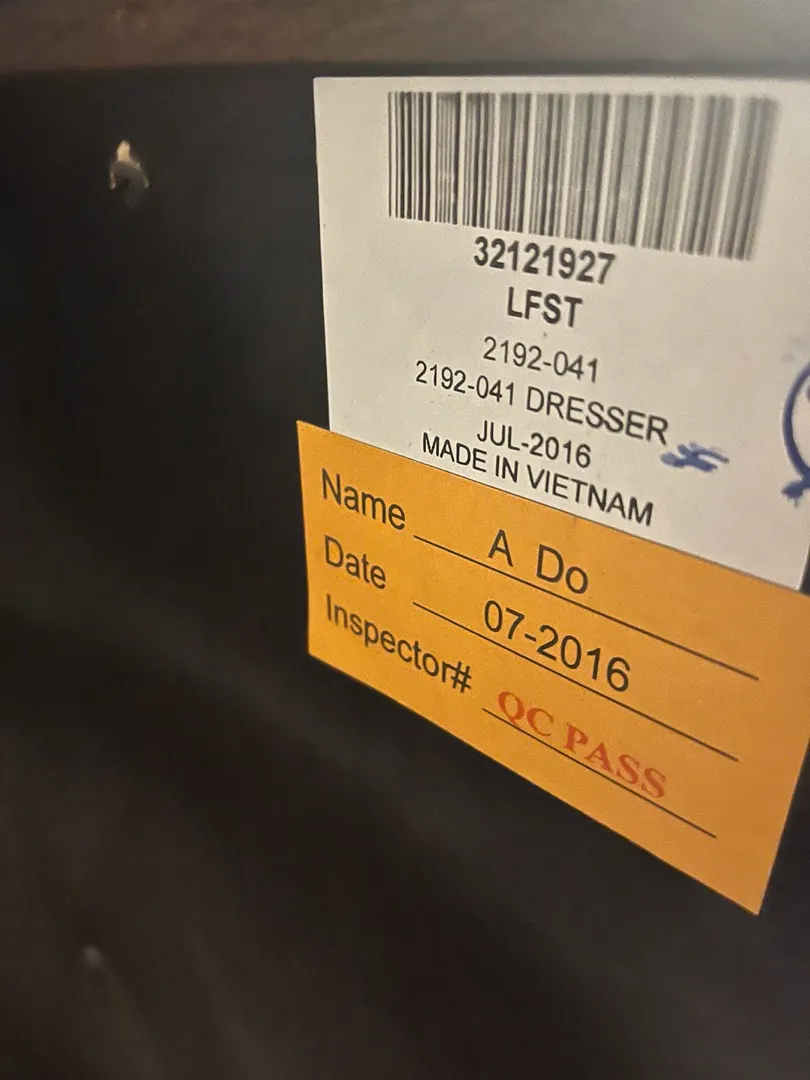 32121927
LFST
2192-041
2192-041 DRESSER
JUL-2016
MADE IN VIETNAM
Name A Do
Date 07-2016
Inspector# QC PASS